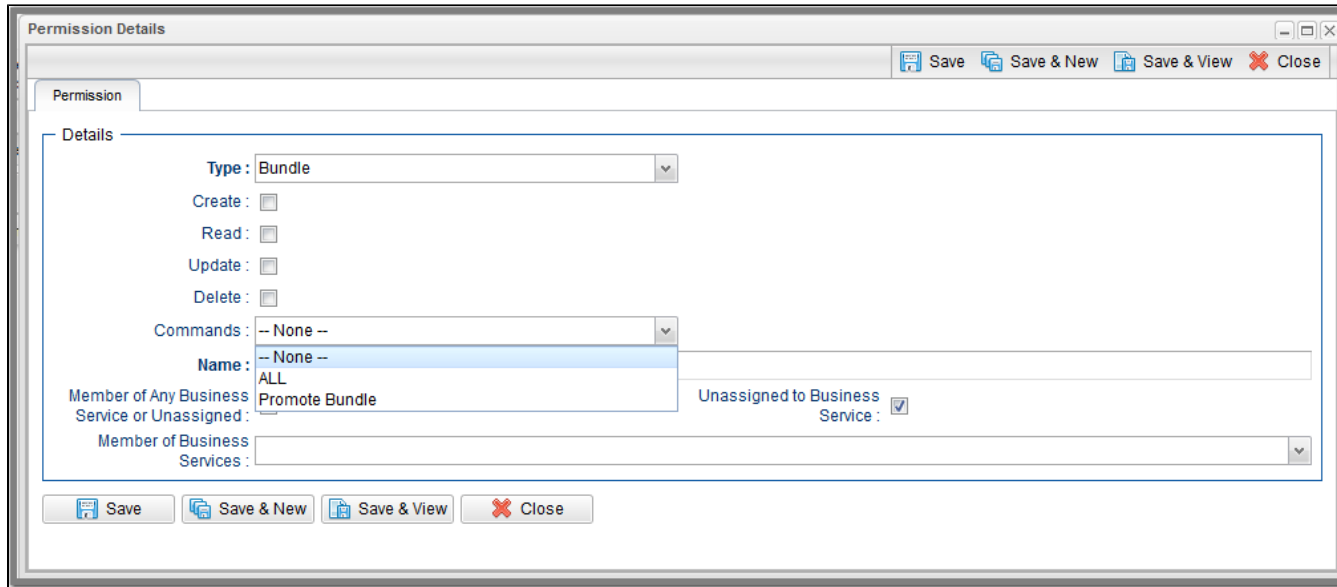 Permission Details
Save Save & New Save & View Close
Permission
Details
Type : Bundle
Create :
Read :
Update :
Delete :
Commands : -- None --
-- None --
Name :
ALL
Promote Bundle
Member of Any Business
Service or Unassigned :
Unassigned to Business
Service :
Member of Business
Services :
Save Save & New Save & View Close